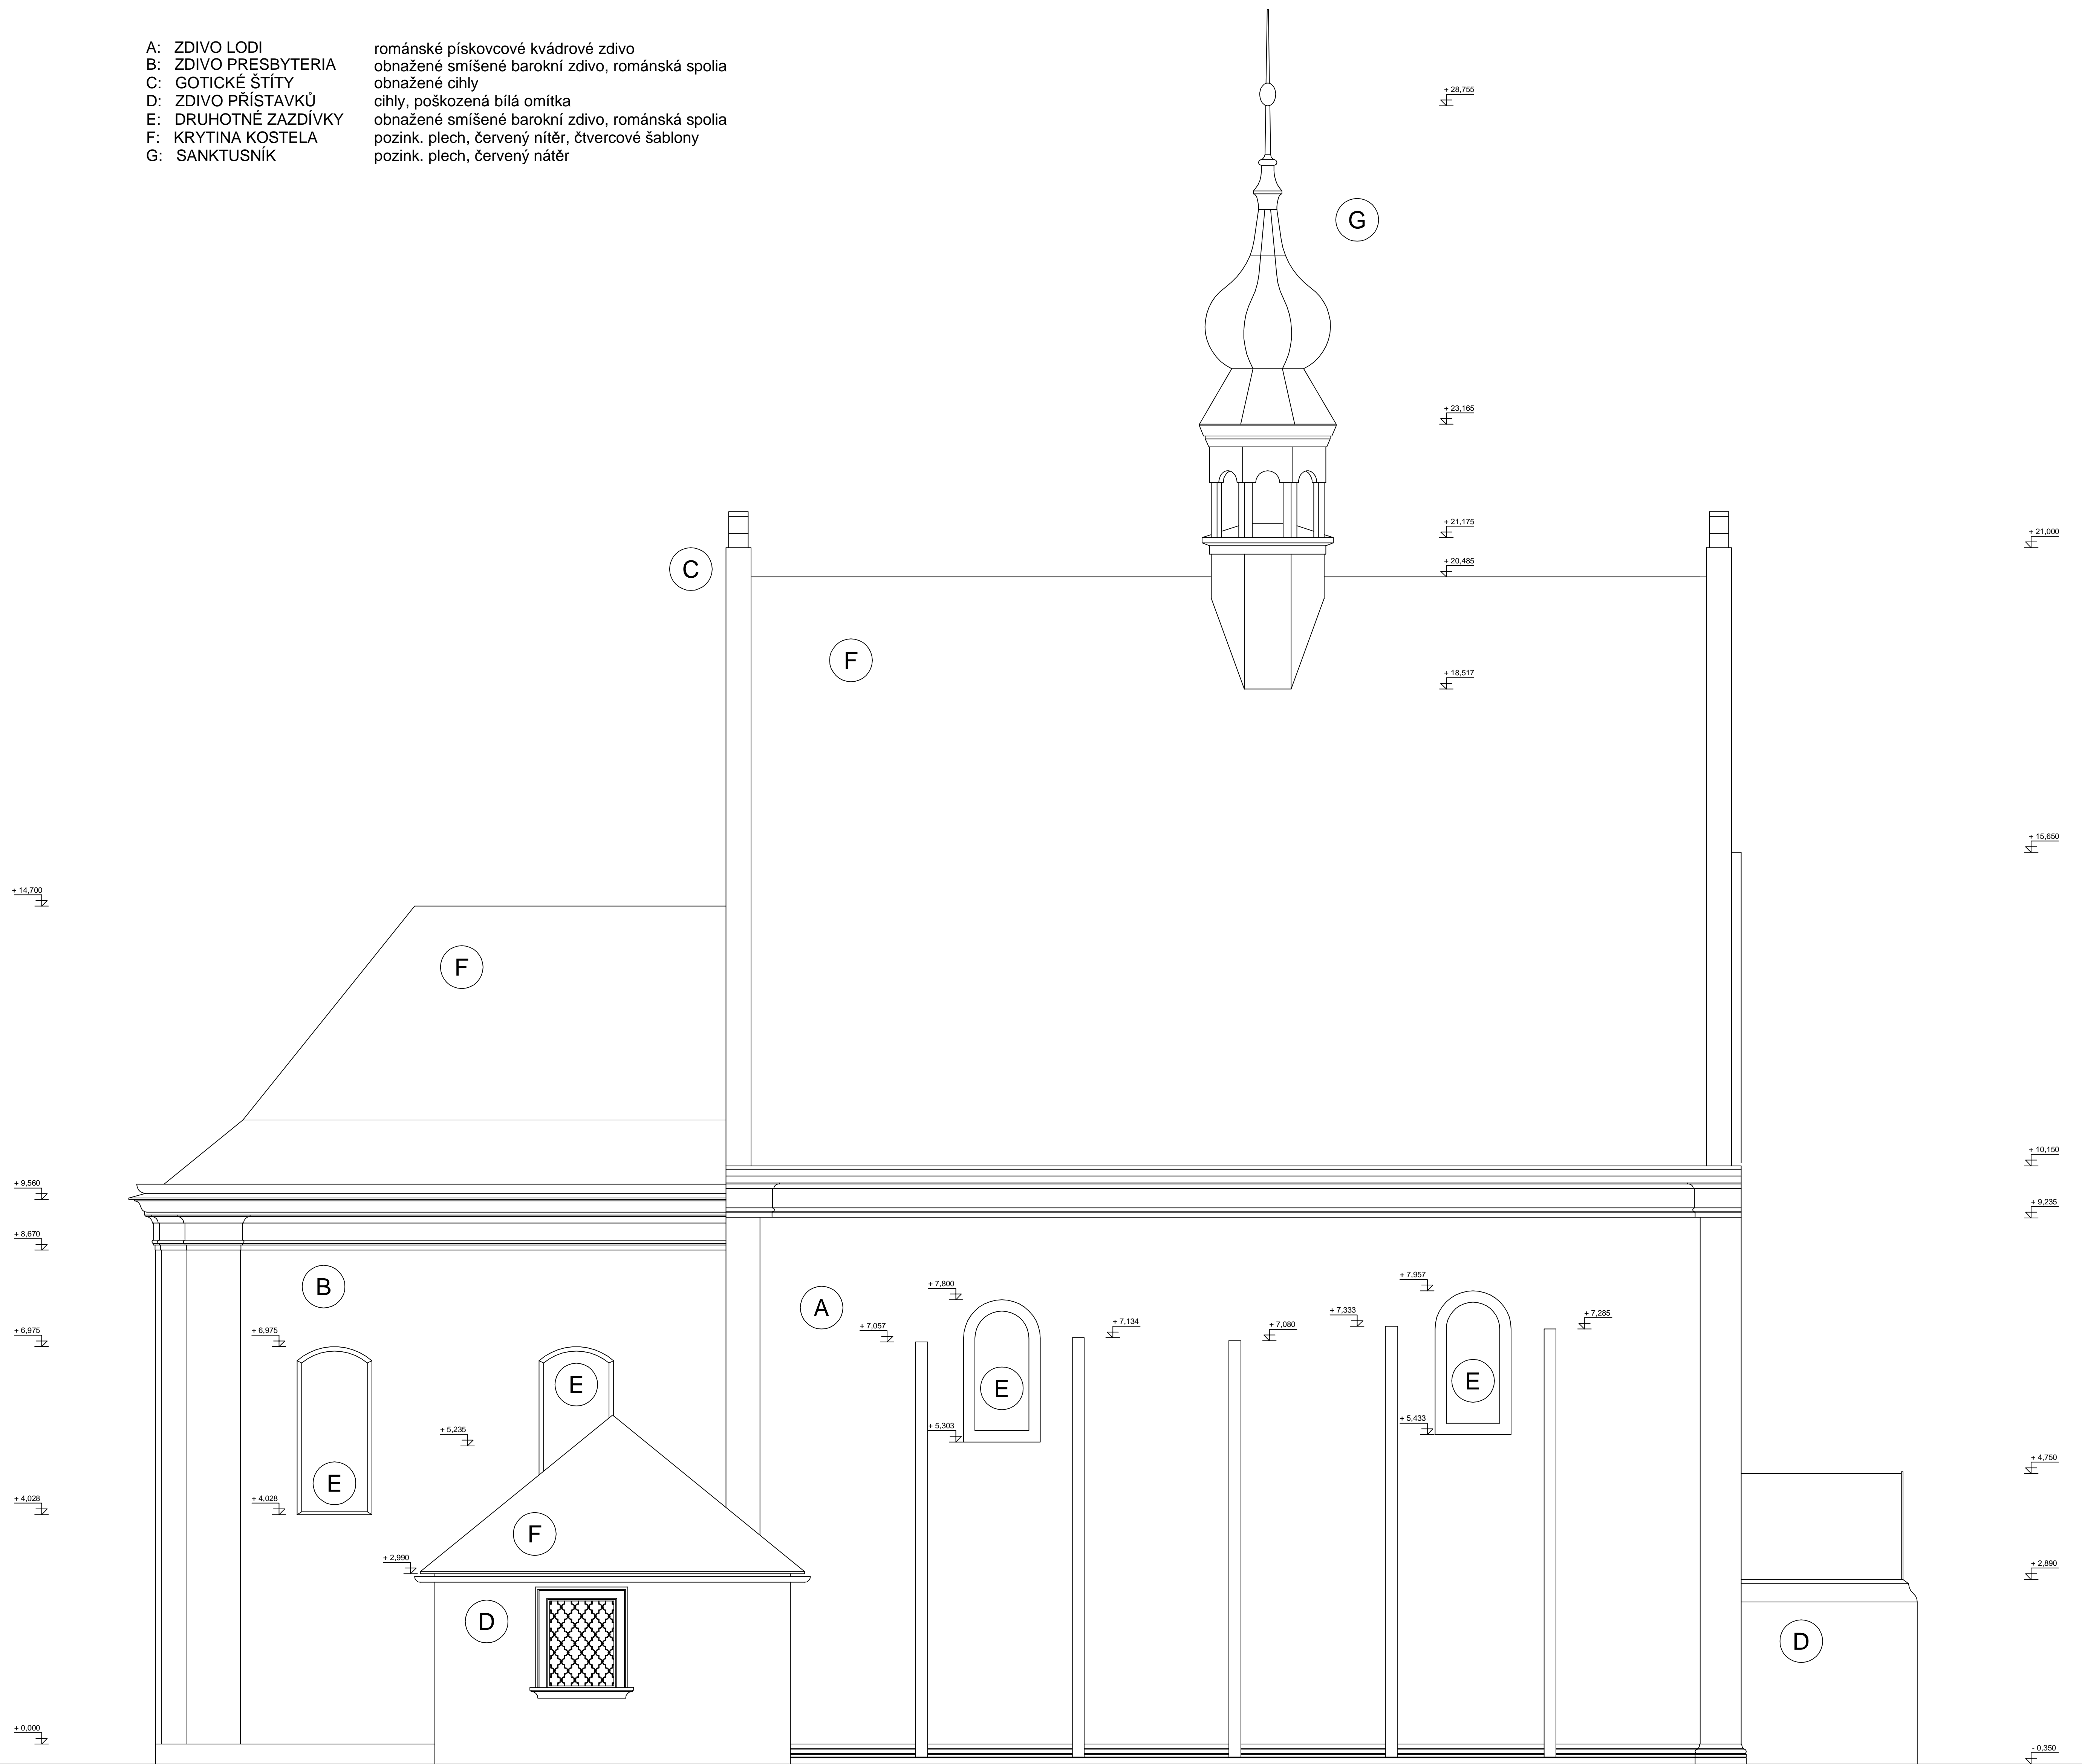 A: ZDIVO LODI románské pískovcové kvádrové zdivo
B: ZDIVO PRESBYTERIA obnažené smíšené barokní zdivo, románská spolia
C: GOTICKÉ ŠTÍTY obnažené cihly
D: ZDIVO PŘÍSTAVKŮ cihly, poškozená bílá omítka
E: DRUHOTNÉ ZAZDÍVKY obnažené smíšené barokní zdivo, románská spolia
F: KRYTINA KOSTELA pozink. plech, červený nítěr, čtvercové šablony
G: SANKTUSNÍK pozink. plech, červený nátěr
+ 28,755
G
+ 23,165
+ 21,175
+ 21,000
C
+ 20,485
F
+ 18,517
+ 15,650
+ 14,700
F
+ 10,150
+ 9,560
+ 9,235
+ 8,670
B
A
+ 7,800
+ 7,957
+ 6,975
+ 6,975
+ 7,057
+ 7,134
+ 7,080
+ 7,333
+ 7,285
E
E
E
+ 5,235
+ 5,303
+ 5,433
+ 4,750
E
+ 4,028
+ 4,028
F
+ 2,990
+ 2,890
D
D
+ 0,000
- 0,350